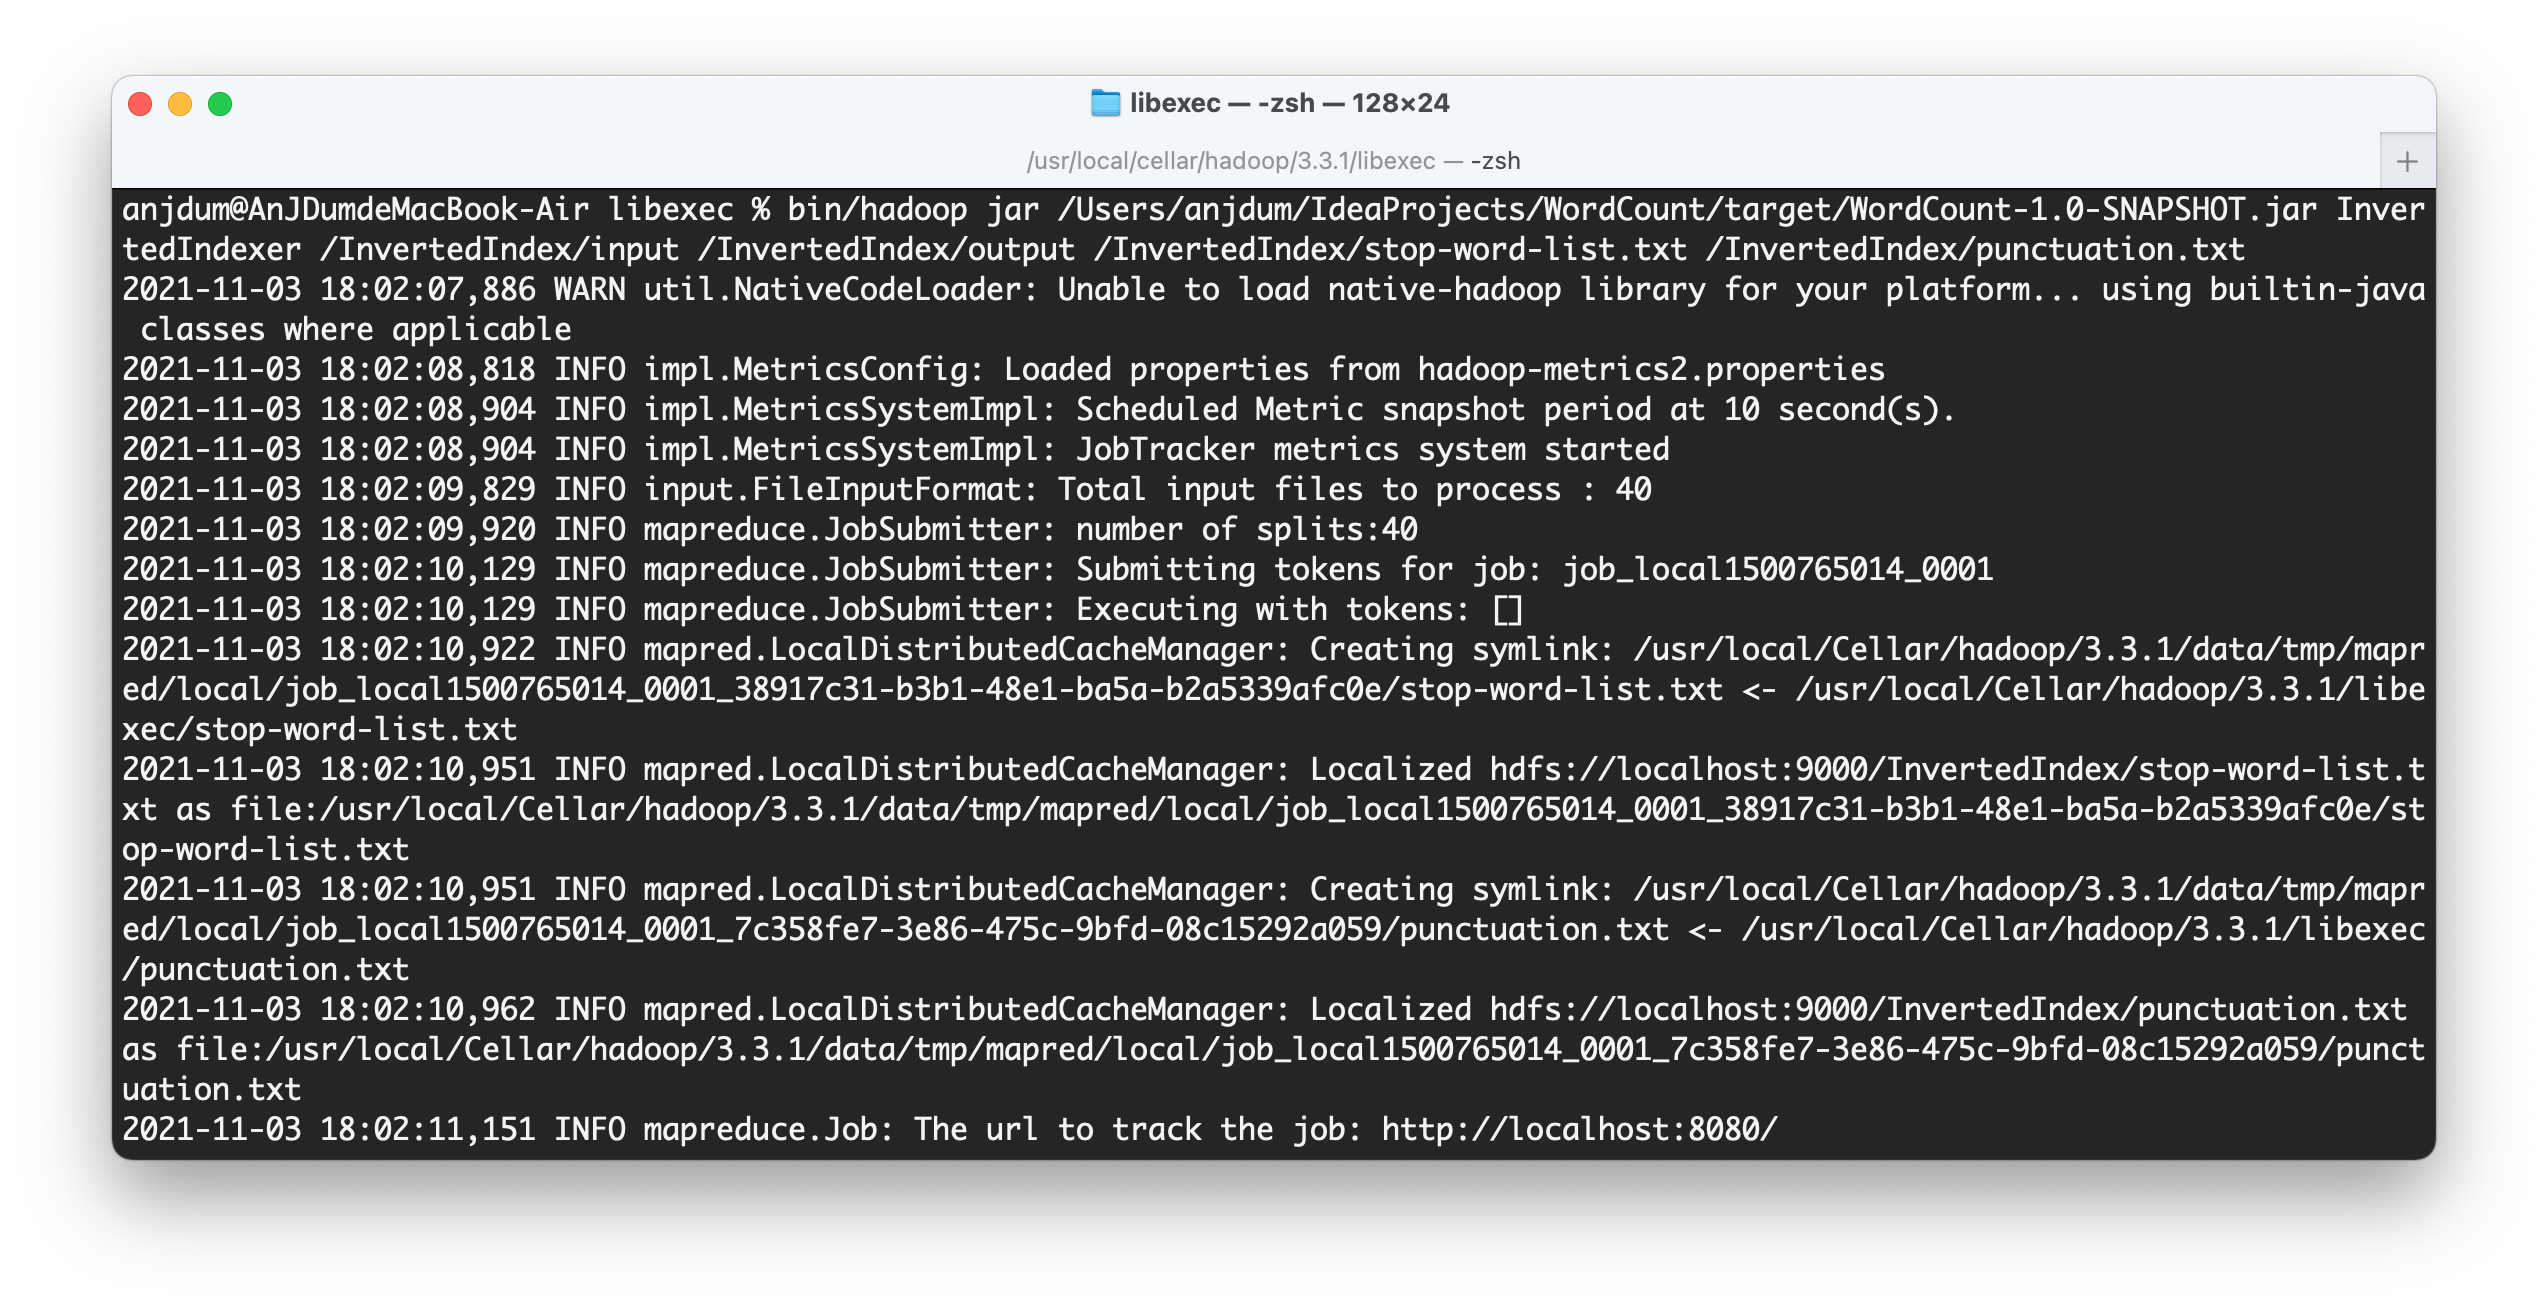 libexec — -zsh — 128×24
/usr/local/cellar/hadoop/3.3.1/libexec — -zsh
+
anjdum@AnJDumdeMacBook-Air libexec % bin/hadoop jar /Users/anjdum/IdeaProjects/WordCount/target/WordCount-1.0-SNAPSHOT.jar Inver
tedIndexer /InvertedIndex/input /InvertedIndex/output /InvertedIndex/stop-word-list.txt /InvertedIndex/punctuation.txt
2021-11-03 18:02:07,886 WARN util.NativeCodeLoader: Unable to load native-hadoop library for your platform... using builtin-java
 classes where applicable
2021-11-03 18:02:08,818 INFO impl.MetricsConfig: Loaded properties from hadoop-metrics2.properties
2021-11-03 18:02:08,904 INFO impl.MetricsSystemImpl: Scheduled Metric snapshot period at 10 second(s).
2021-11-03 18:02:08,904 INFO impl.MetricsSystemImpl: JobTracker metrics system started
2021-11-03 18:02:09,829 INFO input.FileInputFormat: Total input files to process : 40
2021-11-03 18:02:09,920 INFO mapreduce.JobSubmitter: number of splits:40
2021-11-03 18:02:10,129 INFO mapreduce.JobSubmitter: Submitting tokens for job: job_local1500765014_0001
2021-11-03 18:02:10,129 INFO mapreduce.JobSubmitter: Executing with tokens: []
2021-11-03 18:02:10,922 INFO mapred.LocalDistributedCacheManager: Creating symlink: /usr/local/Cellar/hadoop/3.3.1/data/tmp/mapr
ed/local/job_local1500765014_0001_38917c31-b3b1-48e1-ba5a-b2a5339afc0e/stop-word-list.txt <- /usr/local/Cellar/hadoop/3.3.1/libe
xec/stop-word-list.txt
2021-11-03 18:02:10,951 INFO mapred.LocalDistributedCacheManager: Localized hdfs://localhost:9000/InvertedIndex/stop-word-list.t
xt as file:/usr/local/Cellar/hadoop/3.3.1/data/tmp/mapred/local/job_local1500765014_0001_38917c31-b3b1-48e1-ba5a-b2a5339afc0e/st
op-word-list.txt
2021-11-03 18:02:10,951 INFO mapred.LocalDistributedCacheManager: Creating symlink: /usr/local/Cellar/hadoop/3.3.1/data/tmp/mapr
ed/local/job_local1500765014_0001_7c358fe7-3e86-475c-9bfd-08c15292a059/punctuation.txt <- /usr/local/Cellar/hadoop/3.3.1/libexec
/punctuation.txt
2021-11-03 18:02:10,962 INFO mapred.LocalDistributedCacheManager: Localized hdfs://localhost:9000/InvertedIndex/punctuation.txt
as file:/usr/local/Cellar/hadoop/3.3.1/data/tmp/mapred/local/job_local1500765014_0001_7c358fe7-3e86-475c-9bfd-08c15292a059/punct
uation.txt
2021-11-03 18:02:11,151 INFO mapreduce.Job: The url to track the job: http://localhost:8080/